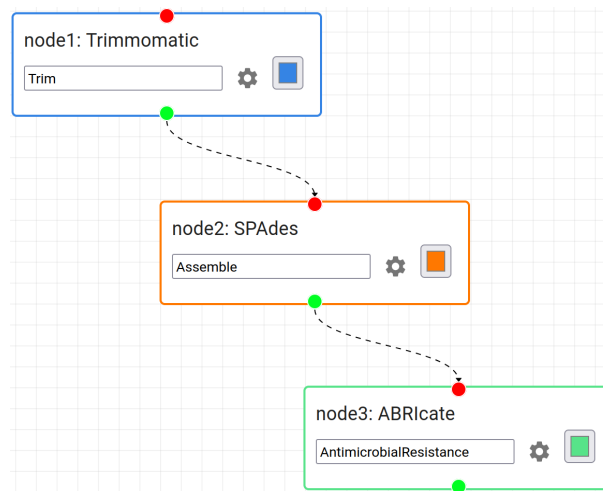 node1: Trimmomatic
Trim
node2: SPAdes
Assemble
node3: ABRIcate
AntimicrobialResistance